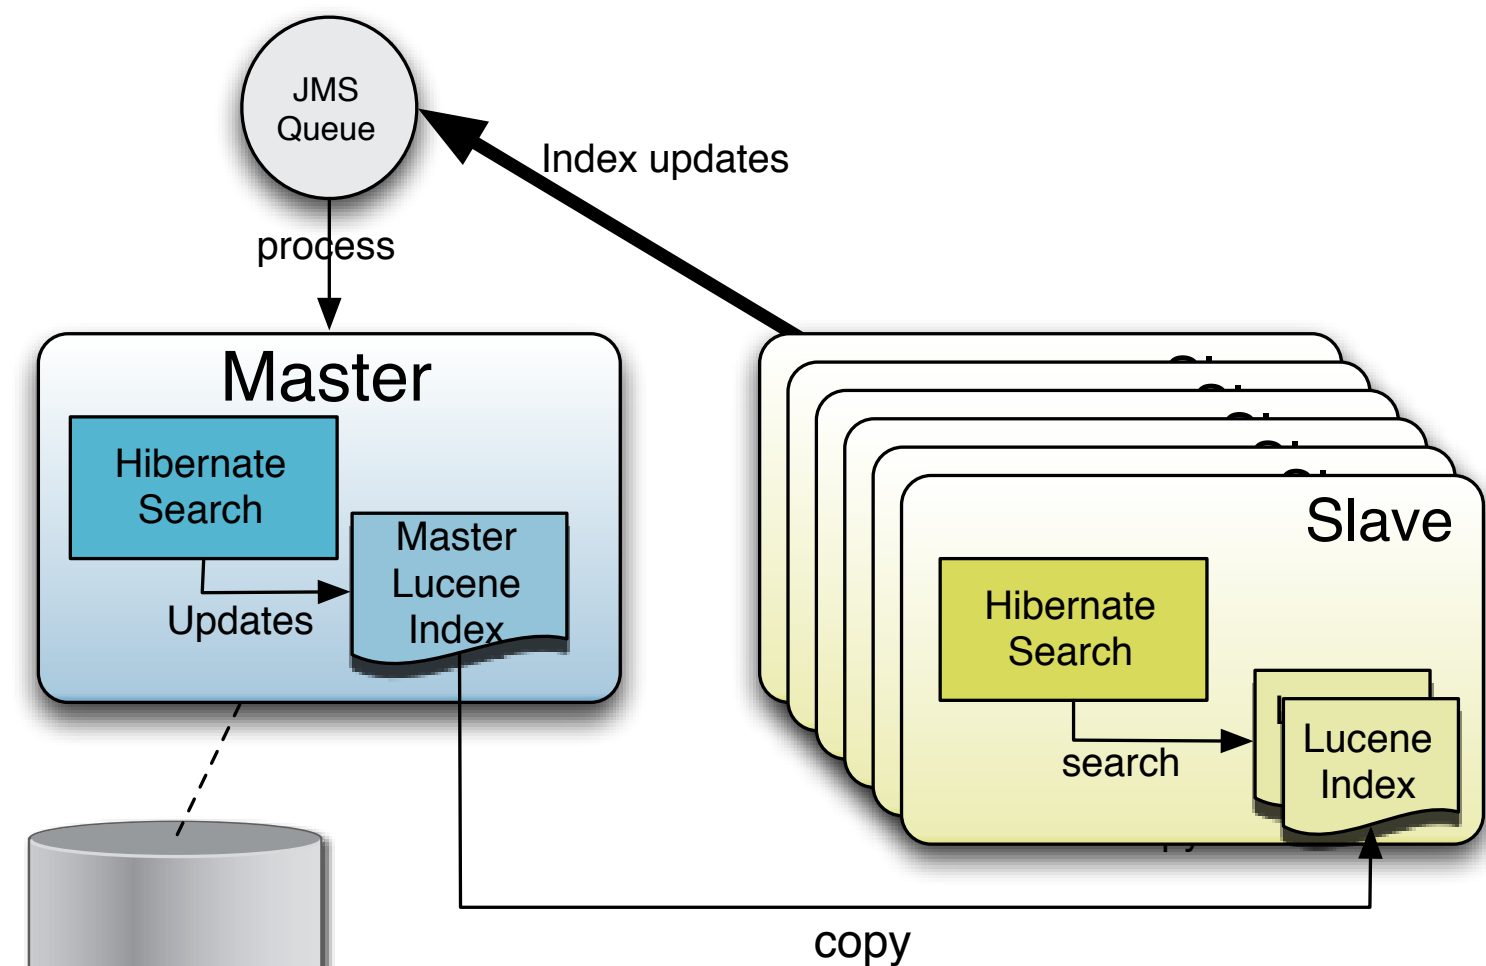 JMS
Queue
Index updates
process
Master
Hibernate
Search
Master
Lucene
Index
Updates
Slave
Hibernate
Search
search
Lucene
Index
copy